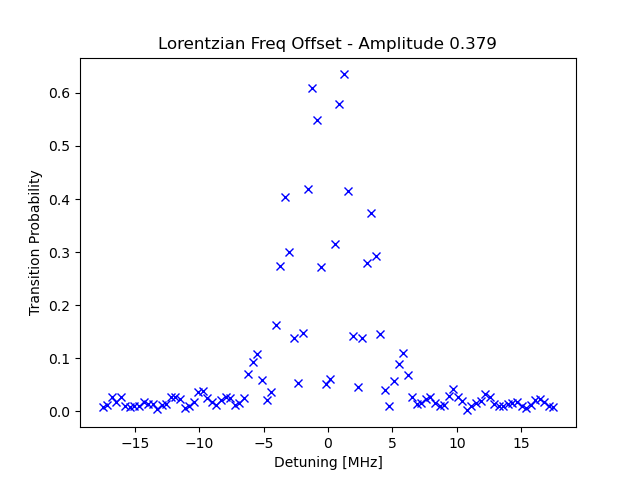 Lorentzian Freq Offset - Amplitude 0.379
Transition Probability
0.6
0.5
0.4
0.3
0.2
0.1
0.0
−15 −10 −5 0 5 10 15
Detuning [MHz]